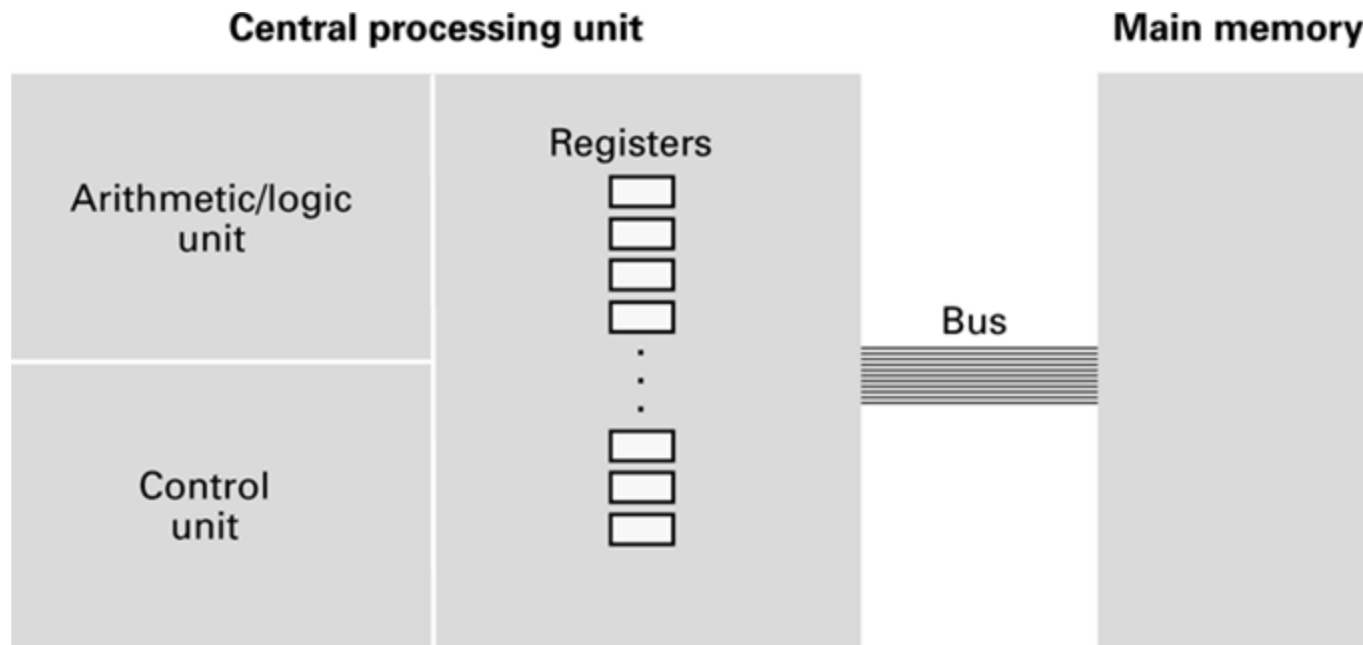 Central processing unit
Main memory
Registers
Arithmetic/logic
unit
Bus
Control
unit